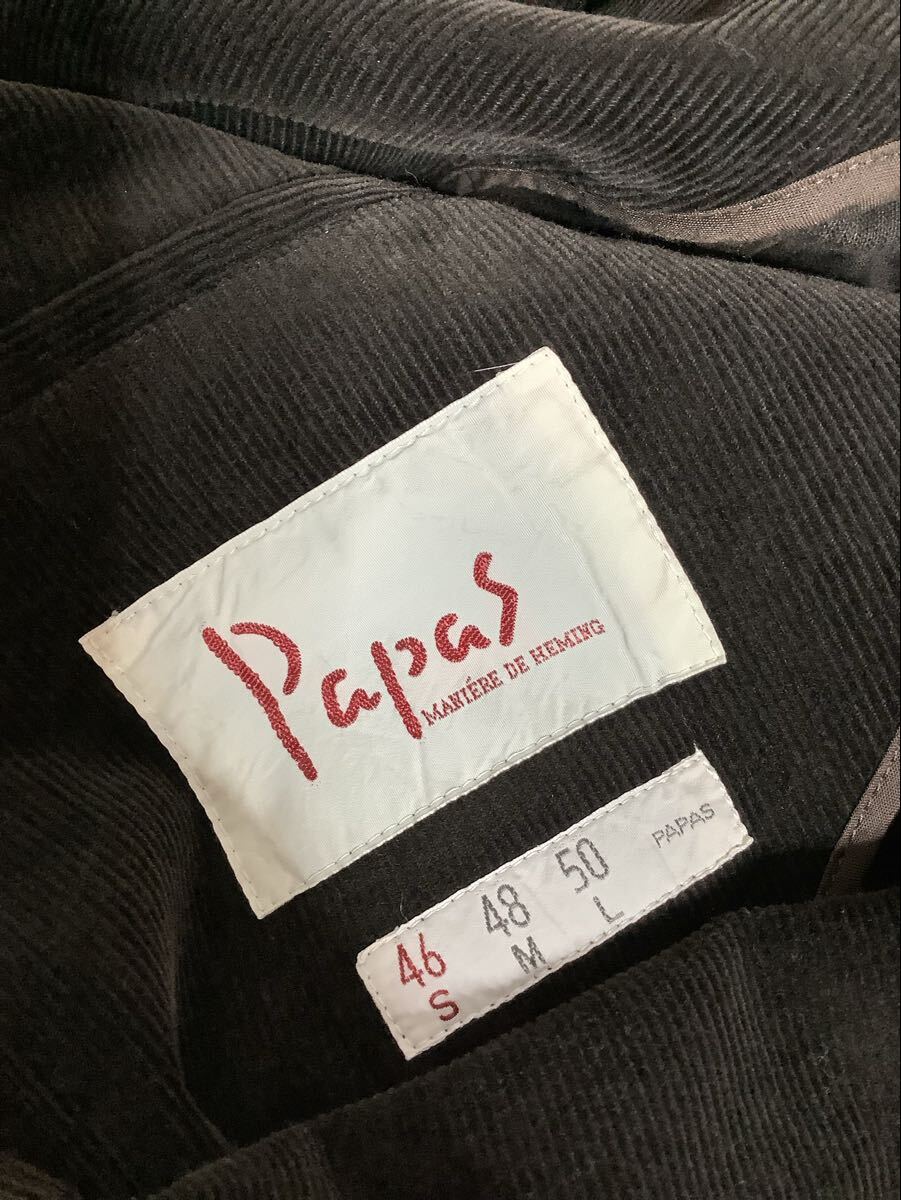 Papas
MANIÉRE DE HEMING
46 48 50 PAPAS
S M L